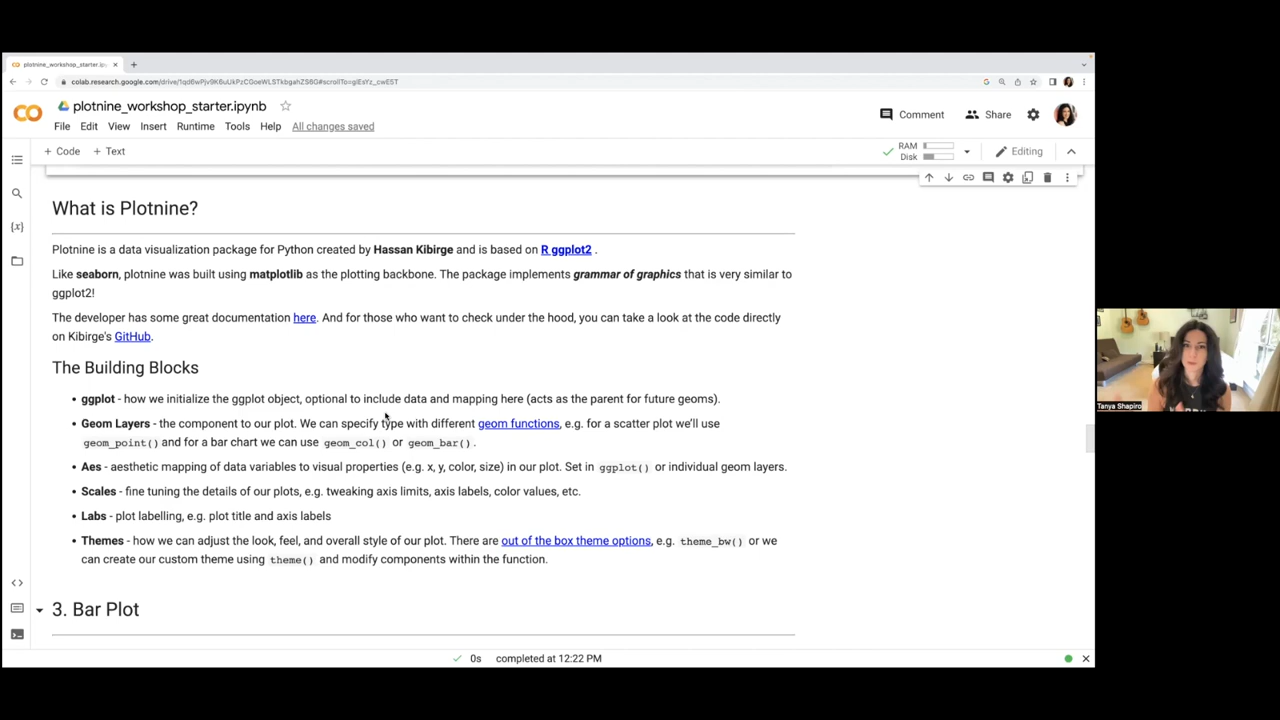 plotnine_workshop_starter.ipy
colab.research.google.com/drive/
plotnine_workshop_starter.ipynb
File Edit View Insert Runtime Tools Help All changes saved
Comment Share
+ Code + Text
RAM
Disk
Editing
What is Plotnine?
Plotnine is a data visualization package for Python created by Hassan Kibirge and is based on R ggplot2 .
Like seaborn, plotnine was built using matplotlib as the plotting backbone. The package implements grammar of graphics that is very similar to
ggplot2!
The developer has some great documentation here. And for those who want to check under the hood, you can take a look at the code directly
on Kibirge's GitHub.
The Building Blocks
• ggplot - how we initialize the ggplot object, optional to include data and mapping here (acts as the parent for future geoms).
• Geom Layers - the component to our plot. We can specify type with different geom functions, e.g. for a scatter plot we'll use
geom_point() and for a bar chart we can use geom_col() or geom_bar().
• Aes - aesthetic mapping of data variables to visual properties (e.g. x, y, color, size) in our plot. Set in ggplot() or individual geom layers.
• Scales - fine tuning the details of our plots, e.g. tweaking axis limits, axis labels, color values, etc.
• Labs - plot labelling, e.g. plot title and axis labels
• Themes - how we can adjust the look, feel, and overall style of our plot. There are out of the box theme options, e.g. theme_bw() or we
can create our custom theme using theme() and modify components within the function.
3. Bar Plot
0s completed at 12:22 PM
Tanya Shapiro